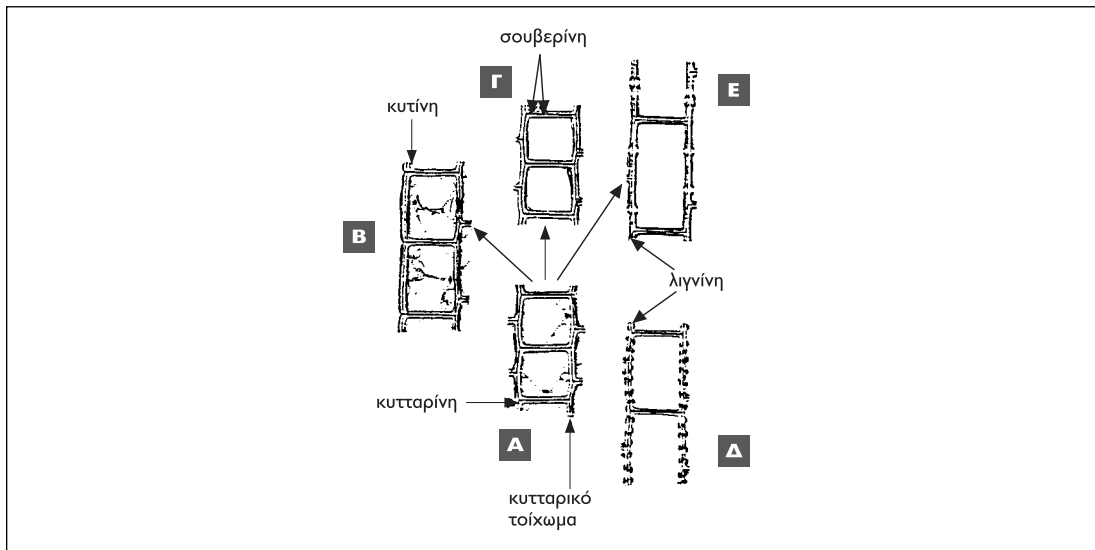 σουβερίνη
Γ
Ε
κυτίνη
Β
λιγνίνη
κυτταρίνη
Α
Δ
κυτταρικό
τοίχωμα